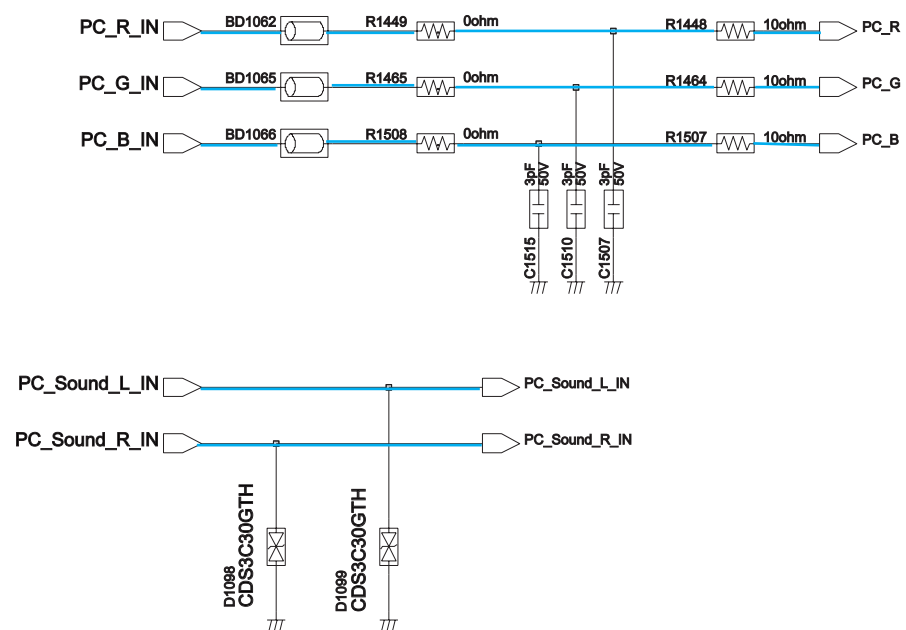 PC_R_IN BD1062 R1449 0ohm R1448 10ohm PC_R
PC_G_IN BD1065 R1465 0ohm R1464 10ohm PC_G
PC_B_IN BD1066 R1508 0ohm R1507 10ohm PC_B
3pF 50V 3pF 50V 3pF 50V
C1515 C1510 C1507
PC_Sound_L_IN PC_Sound_L_IN
PC_Sound_R_IN PC_Sound_R_IN
D1098 CDS3C30GTH
D1099 CDS3C30GTH